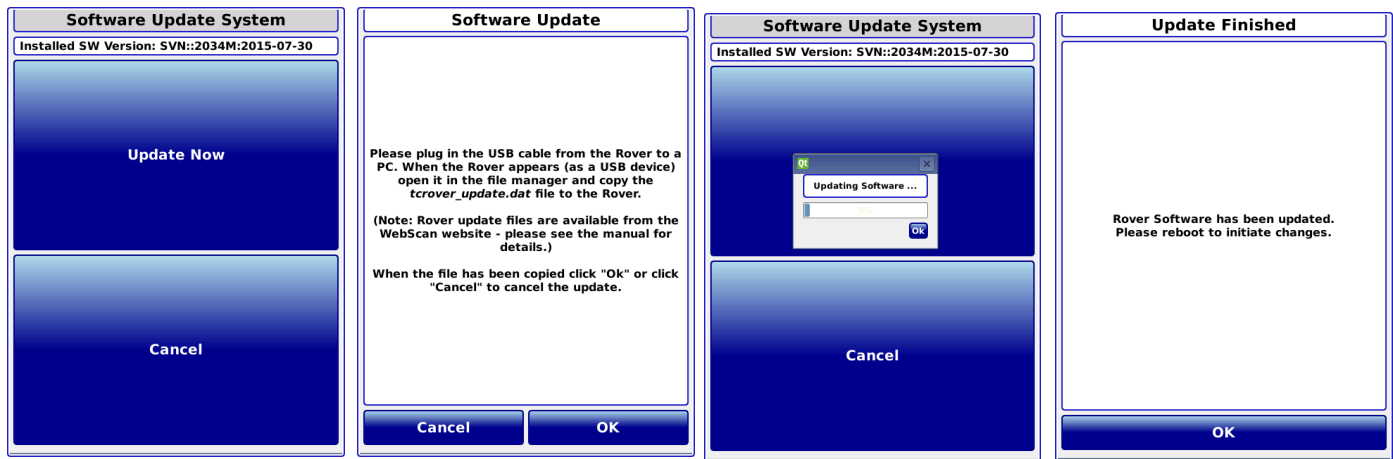 Software Update System
Installed SW Version: SVN::2034M:2015-07-30
Update Now
Cancel
Software Update
Please plug in the USB cable from the Rover to a
PC. When the Rover appears (as a USB device)
open it in the file manager and copy the
tcrover_update.dat file to the Rover.
(Note: Rover update files are available from the
WebScan website - please see the manual for
details.)
When the file has been copied click "Ok" or click
"Cancel" to cancel the update.
Cancel
OK
Software Update System
Installed SW Version: SVN::2034M:2015-07-30
Qt
Updating Software ...
Ok
Cancel
Update Finished
Rover Software has been updated.
Please reboot to initiate changes.
OK